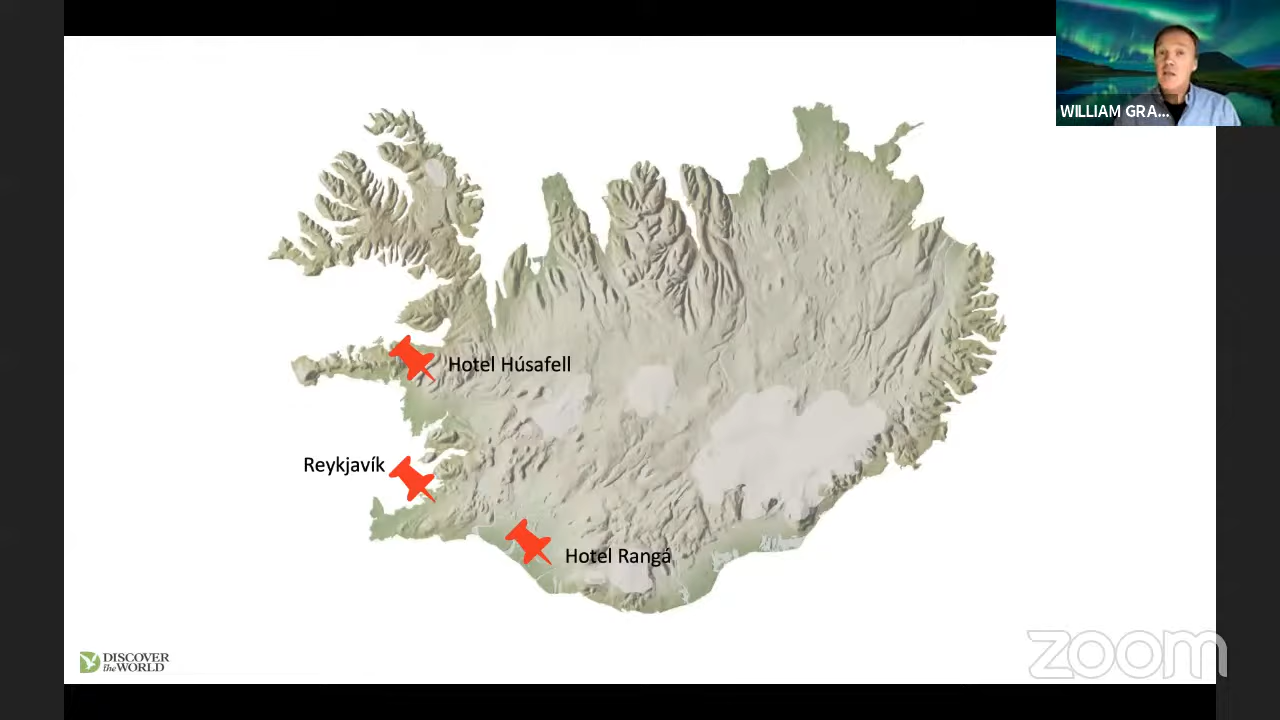 WILLIAM GRA...
Hotel Húsafell
Reykjavík
Hotel Rangá
DISCOVER
the WORLD
zoom